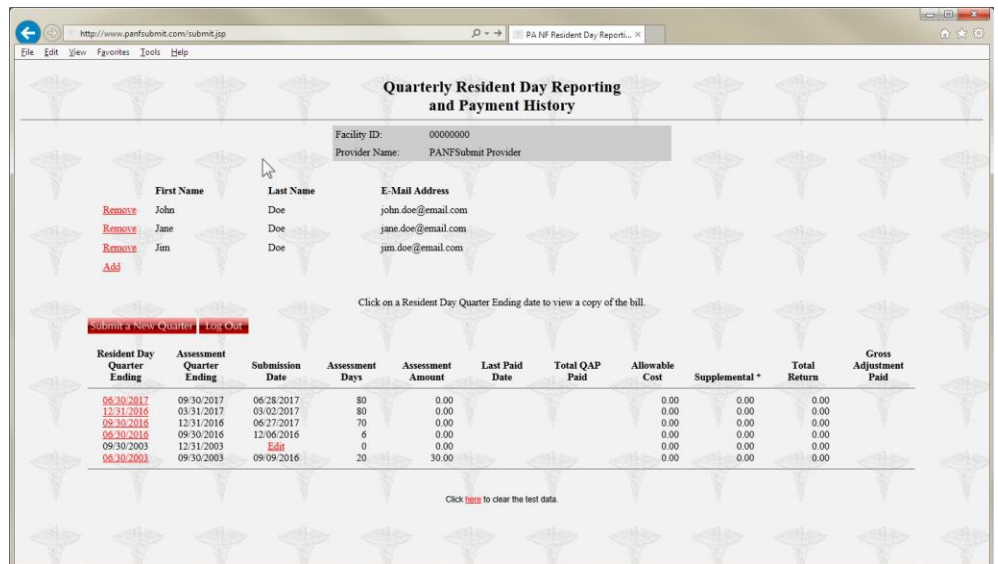 http://www.panfsubmit.com/submit.jsp
PA NF Resident Day Reporti...
File Edit View Favorites Tools Help
Quarterly Resident Day Reporting
and Payment History
Facility ID: 00000000
Provider Name: PANFSubmit Provider
First Name Last Name E-Mail Address
Remove John Doe john.doe@email.com
Remove Jane Doe jane.doe@email.com
Remove Jim Doe jim.doe@email.com
Add
Click on a Resident Day Quarter Ending date to view a copy of the bill.
Submit a New Quarter Log Out
Resident Day Quarter Ending Assessment Quarter Ending Submission Date Assessment Days Assessment Amount Last Paid Date Total QAP Paid Allowable Cost Supplemental * Total Return Gross Adjustment Paid
06/30/2017 09/30/2017 06/28/2017 80 0.00 0.00 0.00 0.00
12/31/2016 03/31/2017 03/02/2017 80 0.00 0.00 0.00 0.00
09/30/2016 12/31/2016 06/27/2017 70 0.00 0.00 0.00 0.00
06/30/2016 09/30/2016 12/06/2016 6 0.00 0.00 0.00 0.00
09/30/2003 12/31/2003 Edit 0 0.00 0.00 0.00 0.00
06/30/2003 09/30/2003 09/09/2016 20 30.00 0.00 0.00 0.00
Click here to clear the test data.